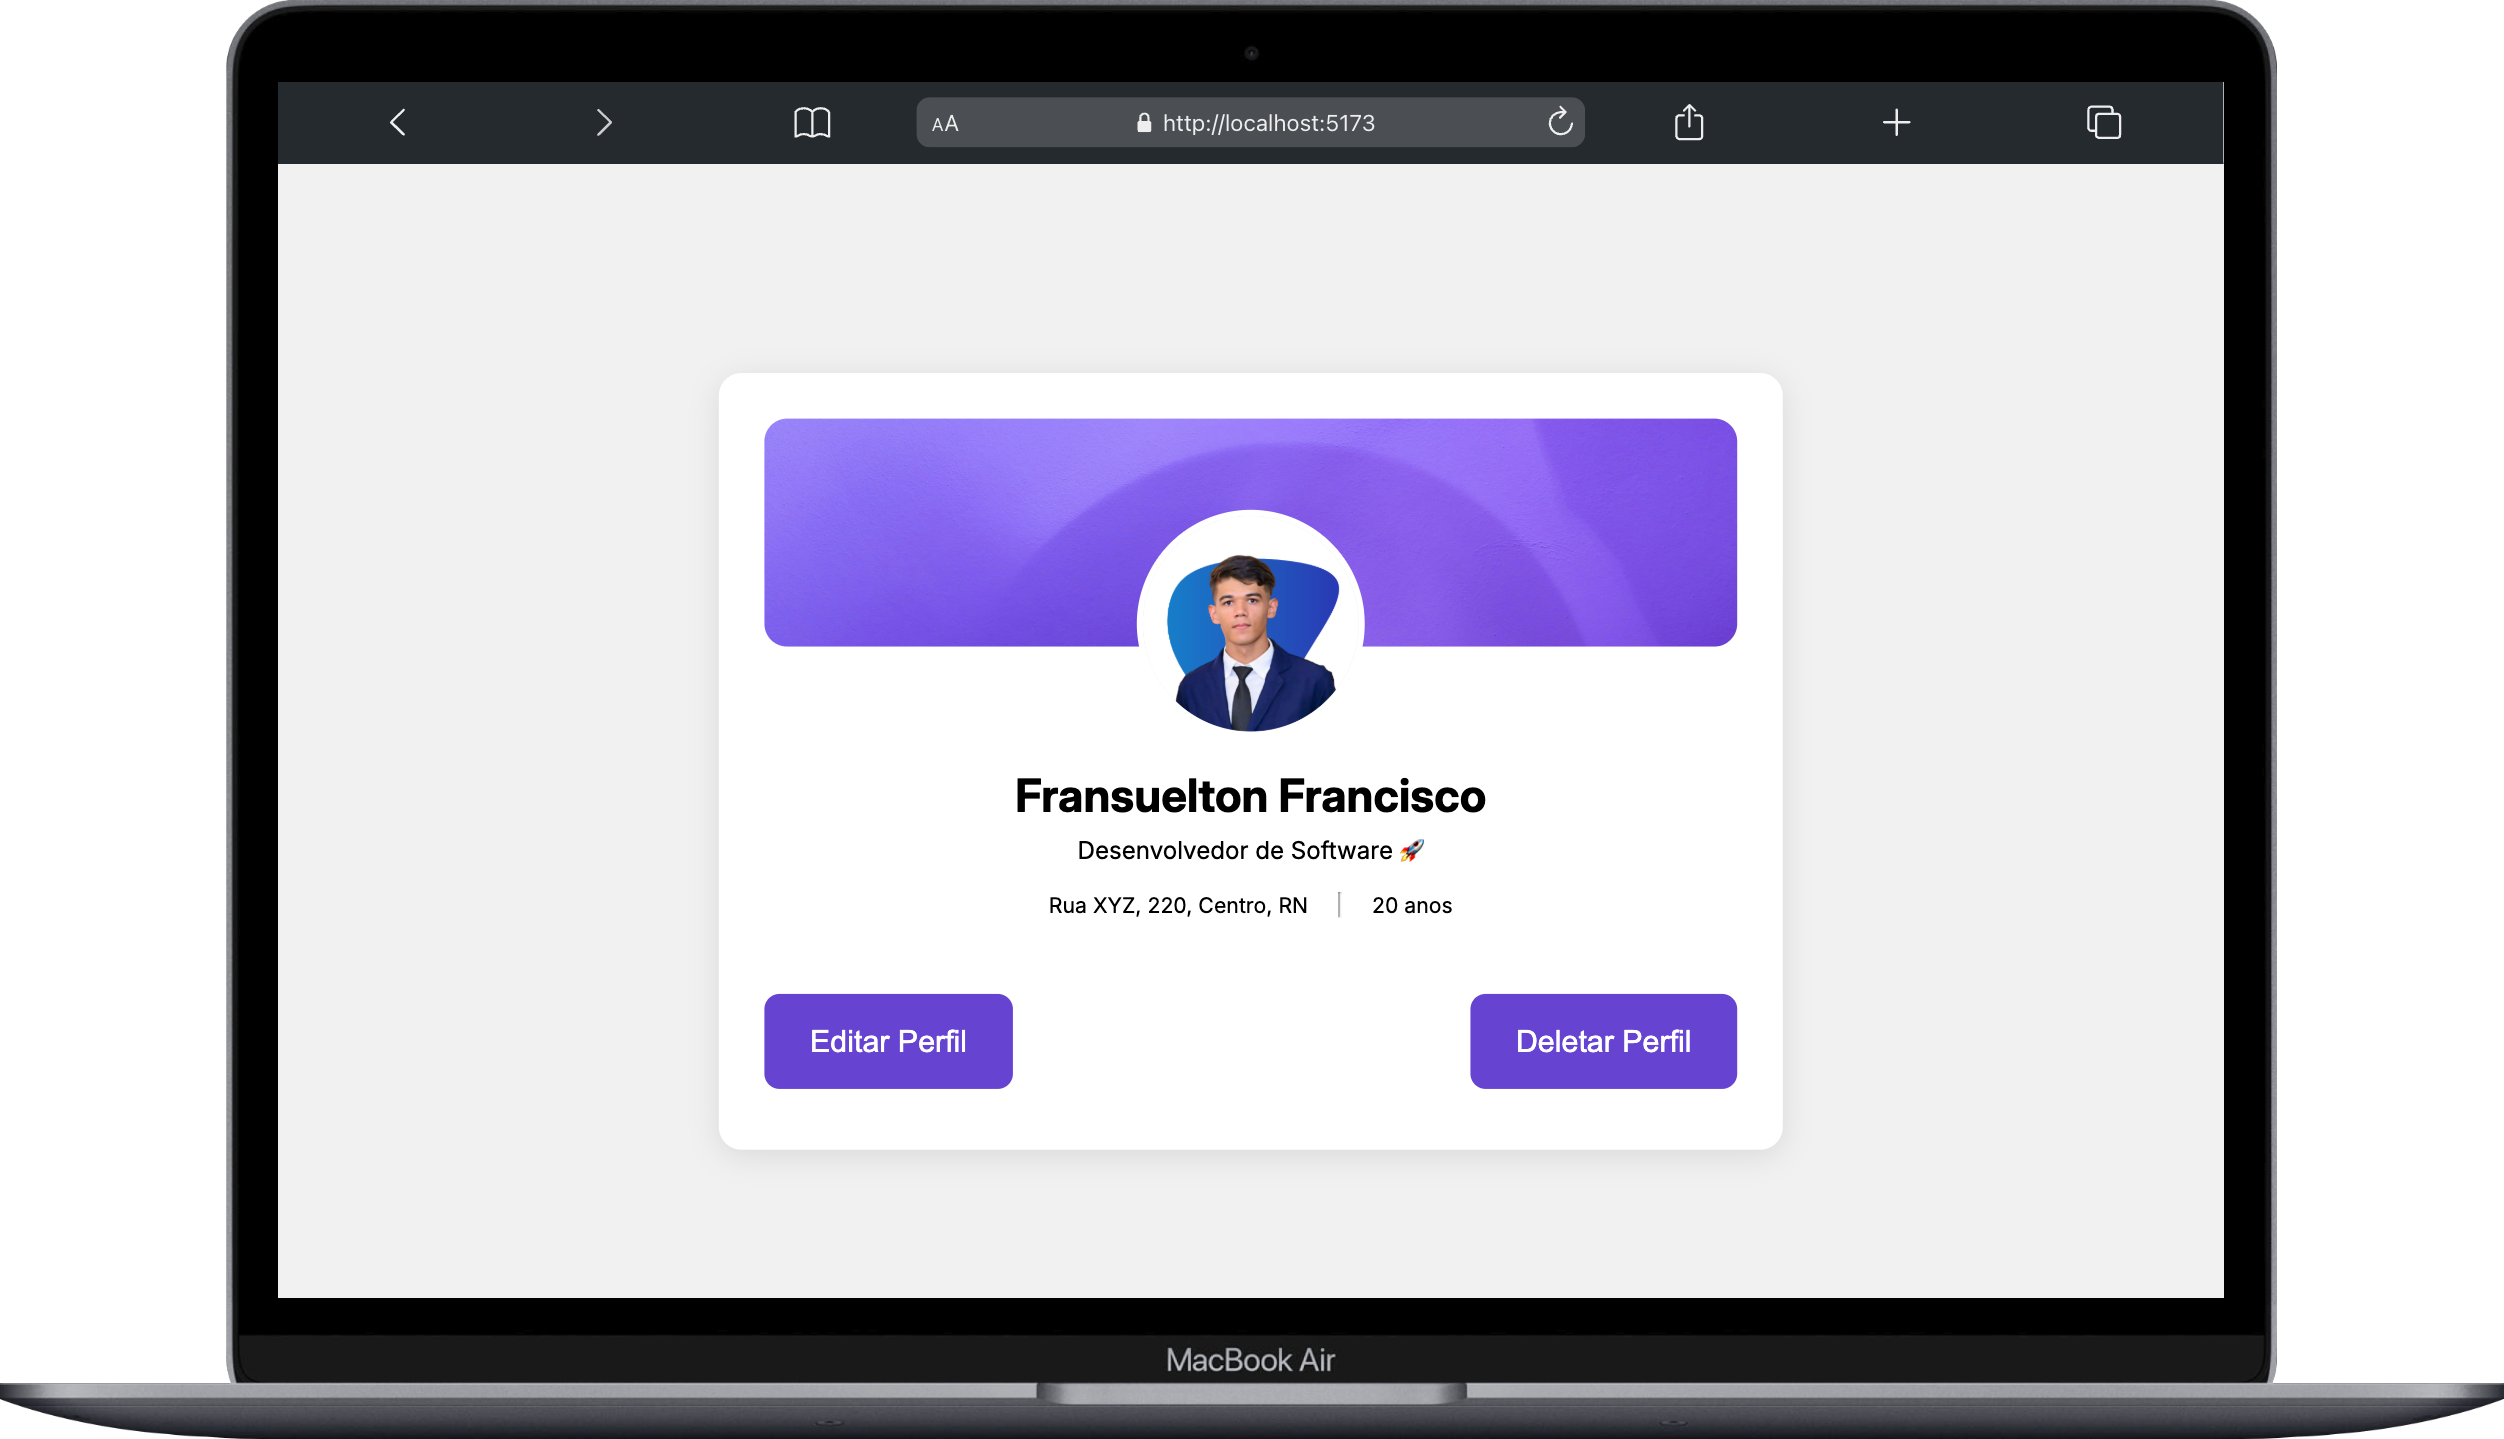 AA http://localhost:5173
Fransuelton Francisco
Desenvolvedor de Software 🚀
Rua XYZ, 220, Centro, RN | 20 anos
Editar Perfil Deletar Perfil
MacBook Air